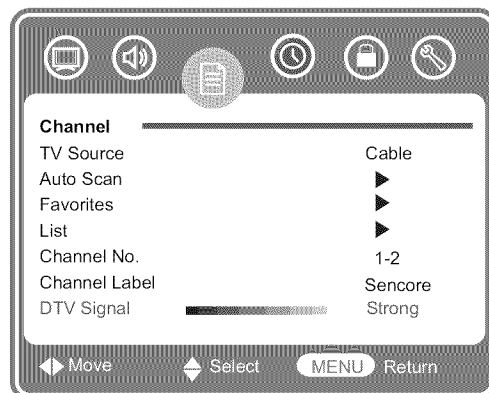 Channel
TV Source Cable
Auto Scan
Favorites
List
Channel No. 1-2
Channel Label Sencore
DTV Signal Strong
Move Select MENU Return